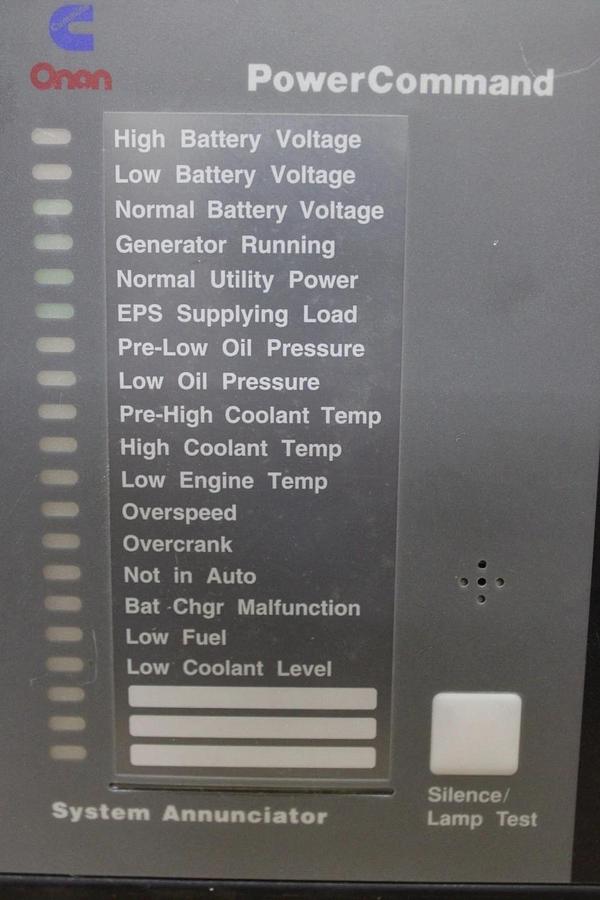 Cummins
Onan
PowerCommand
High Battery Voltage
Low Battery Voltage
Normal Battery Voltage
Generator Running
Normal Utility Power
EPS Supplying Load
Pre-Low Oil Pressure
Low Oil Pressure
Pre-High Coolant Temp
High Coolant Temp
Low Engine Temp
Overspeed
Overcrank
Not in Auto
Bat Chgr Malfunction
Low Fuel
Low Coolant Level
Silence/
Lamp Test
System Annunciator